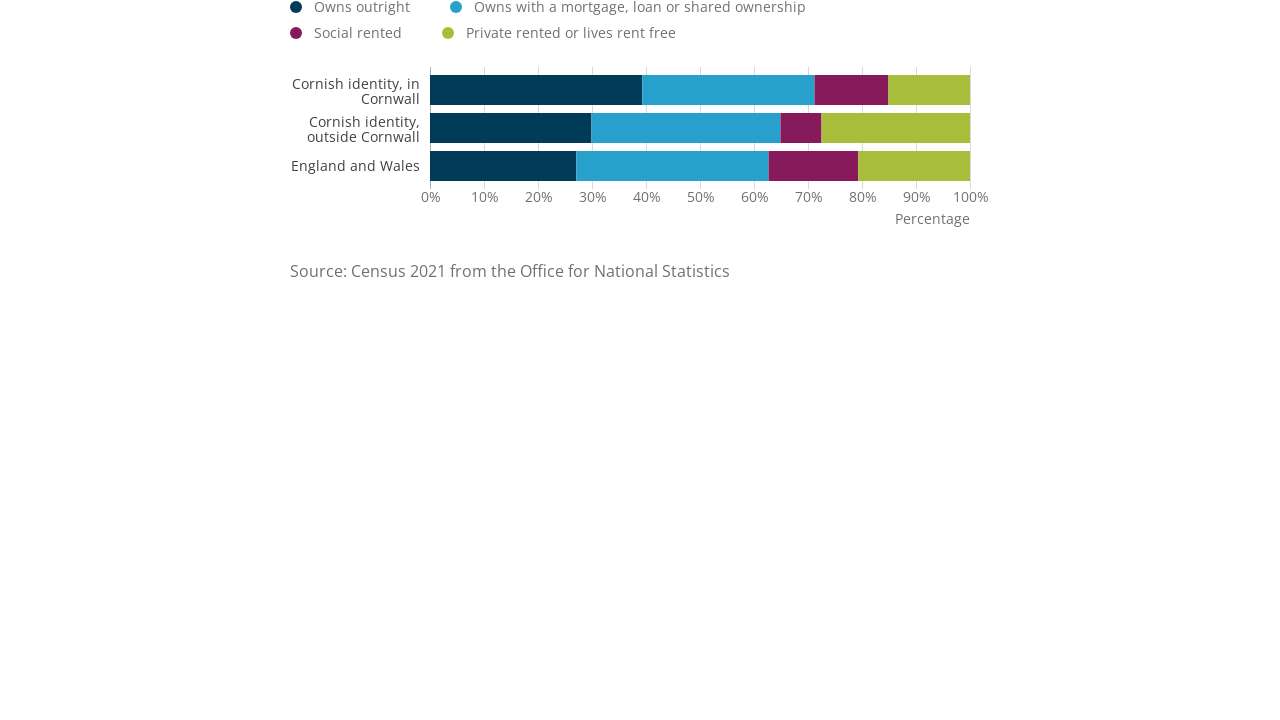 Owns outright
Owns with a mortgage, loan or shared ownership
Social rented
Private rented or lives rent free
Cornish identity, in
Cornwall
Cornish identity,
outside Cornwall
England and Wales
0% 10% 20% 30% 40% 50% 60% 70% 80% 90% 100%
Percentage
Source: Census 2021 from the Office for National Statistics